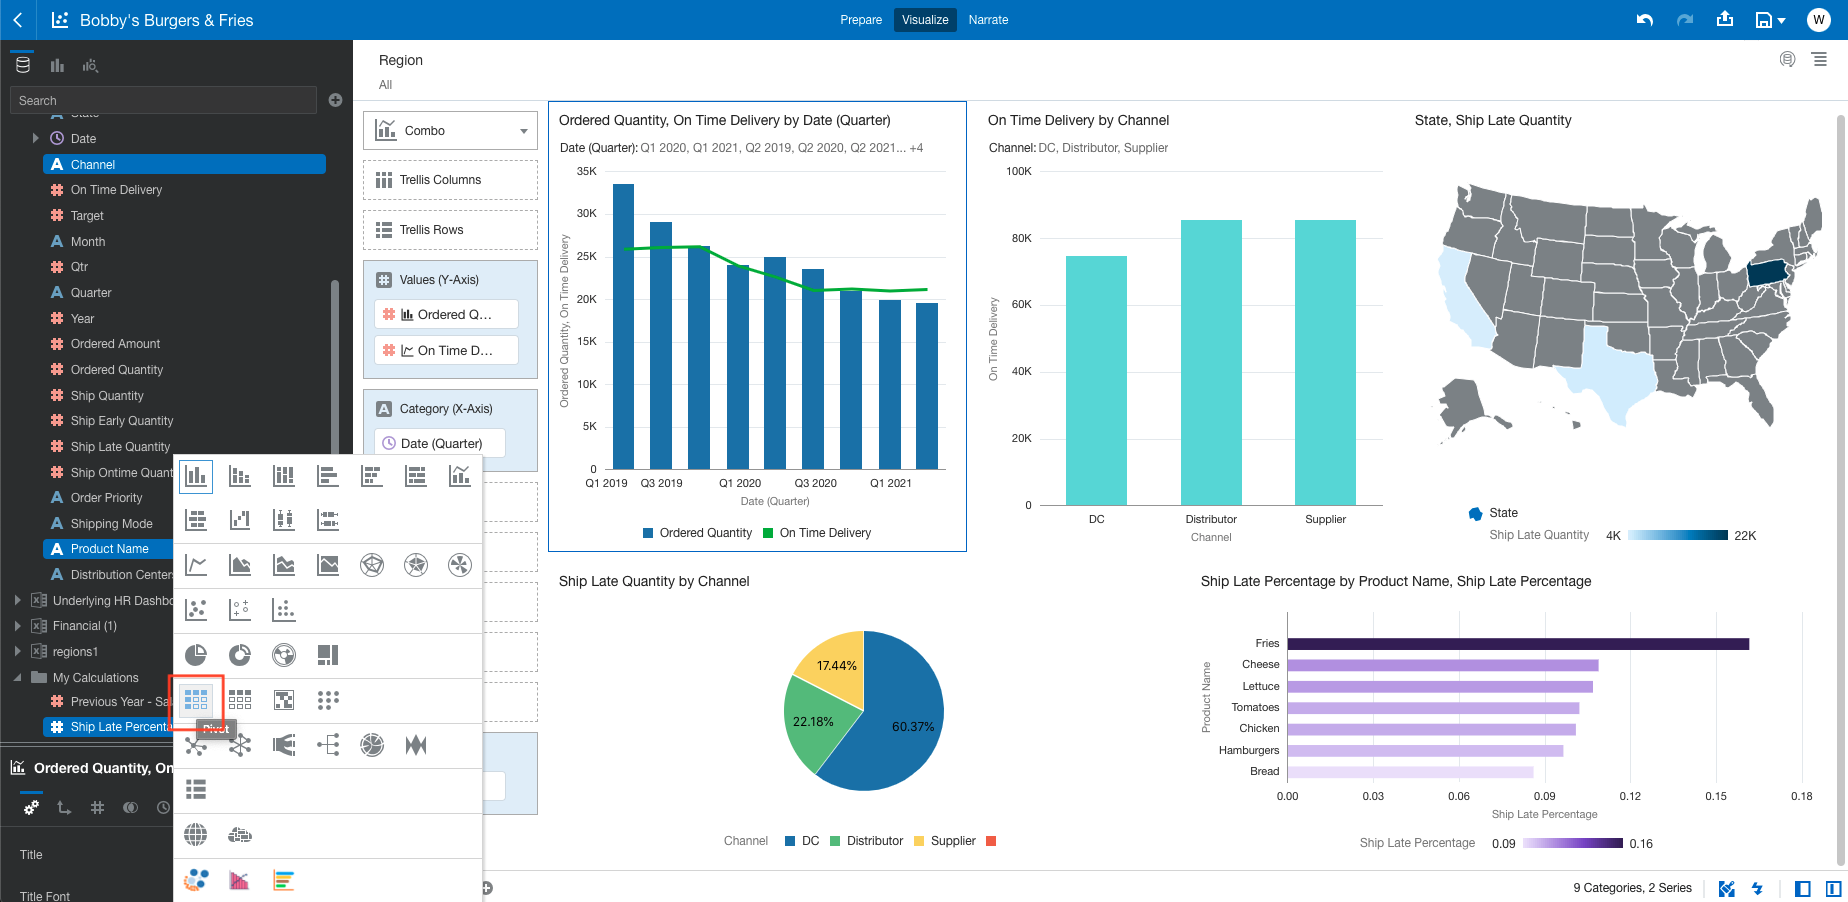 Bobby's Burgers & Fries
Prepare
Visualize
Narrate
W
Search
State
Date
Channel
On Time Delivery
Target
Month
Qtr
Quarter
Year
Ordered Amount
Ordered Quantity
Ship Quantity
Ship Early Quantity
Ship Late Quantity
Ship Ontime Quant
Order Priority
Shipping Mode
Product Name
Distribution Centers
Underlying HR Dashbo
Financial (1)
regions1
My Calculations
Previous Year - Sal
Ship Late Percenta
Pivot
Ordered Quantity, On
Title
Title Font
Region
All
Combo
Trellis Columns
Trellis Rows
Values (Y-Axis)
Ordered Q...
On Time D...
Category (X-Axis)
Date (Quarter)
Ordered Quantity, On Time Delivery by Date (Quarter)
Date (Quarter): Q1 2020, Q1 2021, Q2 2019, Q2 2020, Q2 2021... +4
Ordered Quantity, On Time Delivery
35K
30K
25K
20K
15K
10K
5K
0
Q1 2019 Q3 2019 Q1 2020 Q3 2020 Q1 2021
Date (Quarter)
Ordered Quantity On Time Delivery
On Time Delivery by Channel
Channel: DC, Distributor, Supplier
On Time Delivery
100K
80K
60K
40K
20K
0
DC Distributor Supplier
Channel
State, Ship Late Quantity
State
Ship Late Quantity 4K 22K
Ship Late Quantity by Channel
17.44%
22.18%
60.37%
Channel DC Distributor Supplier
Ship Late Percentage by Product Name, Ship Late Percentage
Product Name
Fries
Cheese
Lettuce
Tomatoes
Chicken
Hamburgers
Bread
0.00 0.03 0.06 0.09 0.12 0.15 0.18
Ship Late Percentage
Ship Late Percentage 0.09 0.16
9 Categories, 2 Series